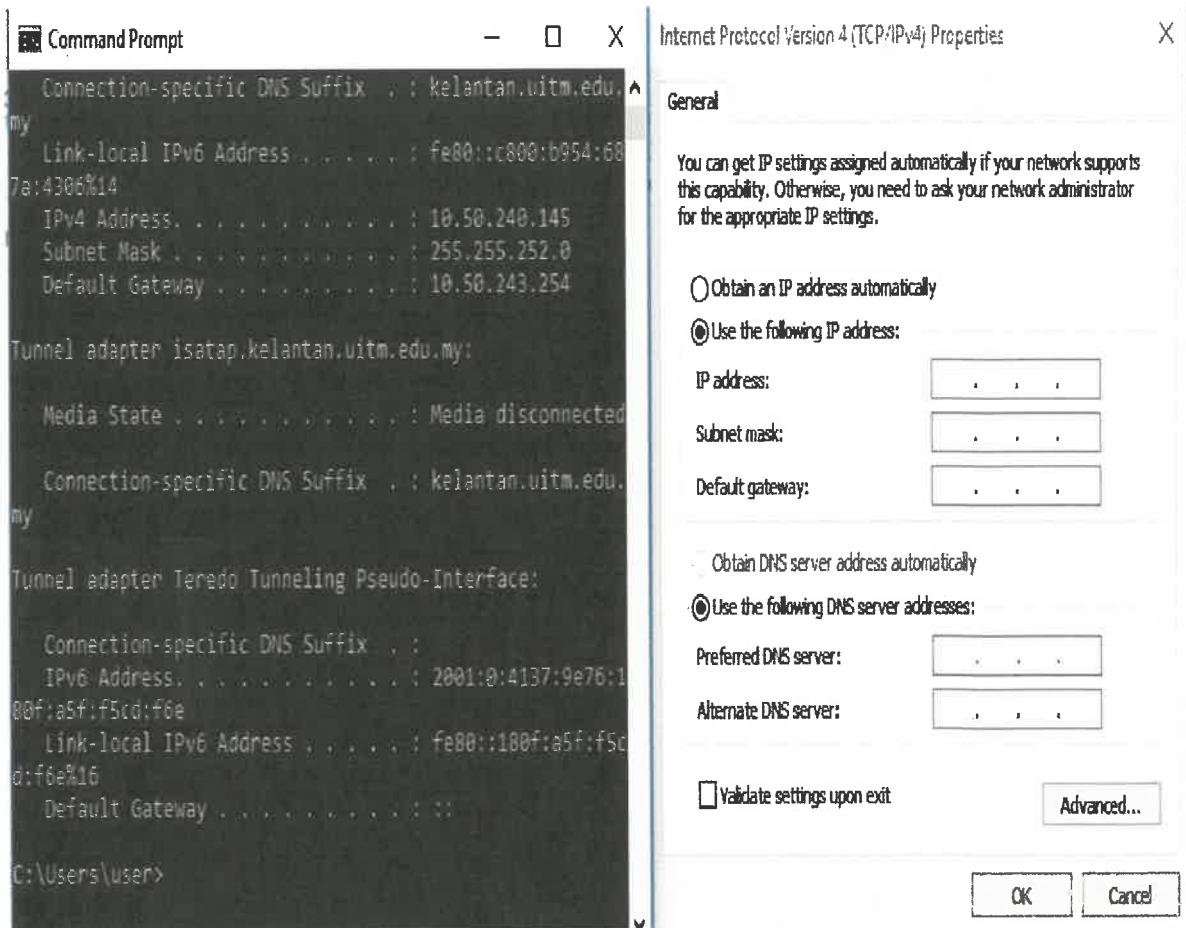 Command Prompt
Connection-specific DNS Suffix . : kelantan.uitm.edu.
my
Link-local IPv6 Address . . . . . : fe80::c800:b954:68
7a:4306%14
IPv4 Address. . . . . . . . . . . : 10.50.240.145
Subnet Mask . . . . . . . . . . . : 255.255.252.0
Default Gateway . . . . . . . . . : 10.50.243.254
Tunnel adapter isatap.kelantan.uitm.edu.my:
Media State . . . . . . . . . . . : Media disconnected
Connection-specific DNS Suffix . : kelantan.uitm.edu.
my
Tunnel adapter Teredo Tunneling Pseudo-Interface:
Connection-specific DNS Suffix . :
IPv6 Address. . . . . . . . . . . : 2001:0:4137:9e76:1
80f:a5f:f5cd:f6e
Link-local IPv6 Address . . . . . : fe80::180f:a5f:f5c
d:f6e%16
Default Gateway . . . . . . . . . : ::
C:\Users\user>
Internet Protocol Version 4 (TCP/IPv4) Properties
General
You can get IP settings assigned automatically if your network supports
this capability. Otherwise, you need to ask your network administrator
for the appropriate IP settings.
Obtain an IP address automatically
Use the following IP address:
IP address:
Subnet mask:
Default gateway:
Obtain DNS server address automatically
Use the following DNS server addresses:
Preferred DNS server:
Alternate DNS server:
Validate settings upon exit
Advanced...
OK
Cancel